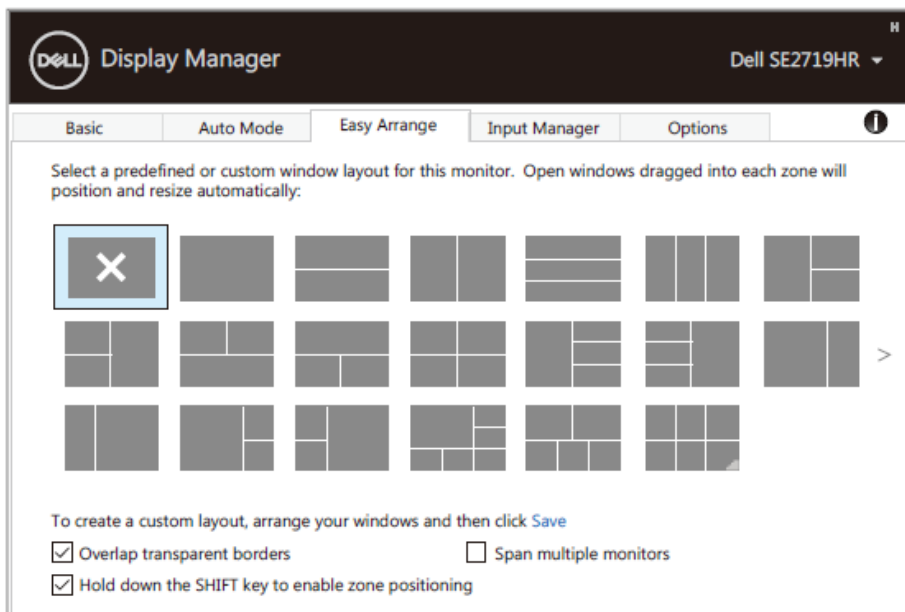 H
DELL Display Manager Dell SE2719HR
Basic Auto Mode Easy Arrange Input Manager Options i
Select a predefined or custom window layout for this monitor. Open windows dragged into each zone will
position and resize automatically:
>
To create a custom layout, arrange your windows and then click Save
Overlap transparent borders Span multiple monitors
Hold down the SHIFT key to enable zone positioning